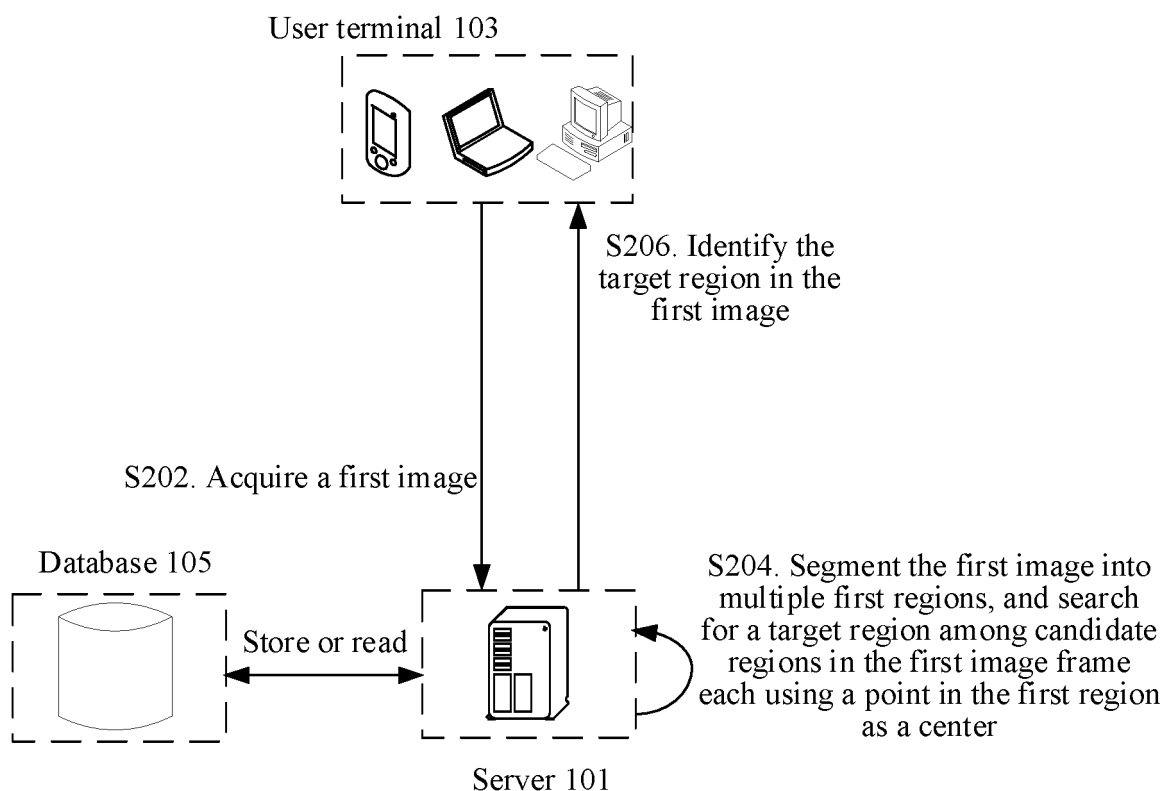 User terminal 103
S206. Identify the
target region in the
first image
S202. Acquire a first image
Database 105
Store or read
S204. Segment the first image into
multiple first regions, and search
for a target region among candidate
regions in the first image frame
each using a point in the first region
as a center
Server 101